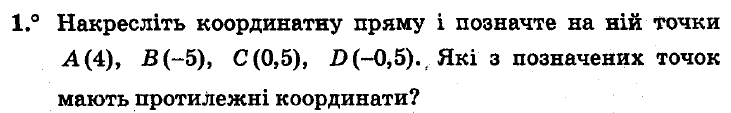 1.° Накресліть координатну пряму і позначте на ній точки
A(4), B(–5), C(0,5), D(–0,5). Які з позначених точок
мають протилежні координати?